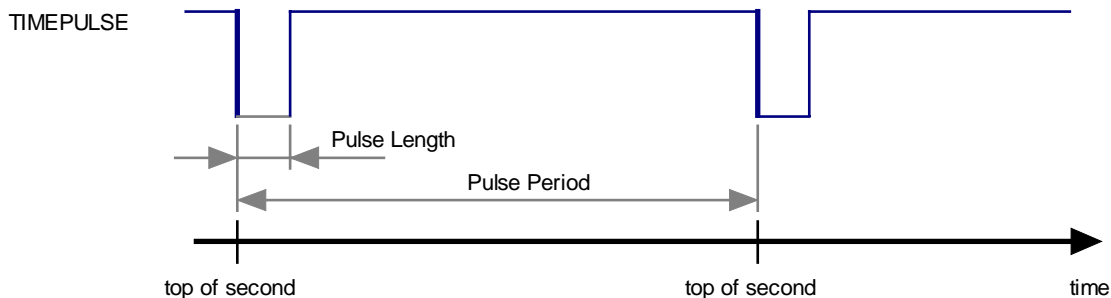 TIMEPULSE
Pulse Length
Pulse Period
top of second
top of second
time